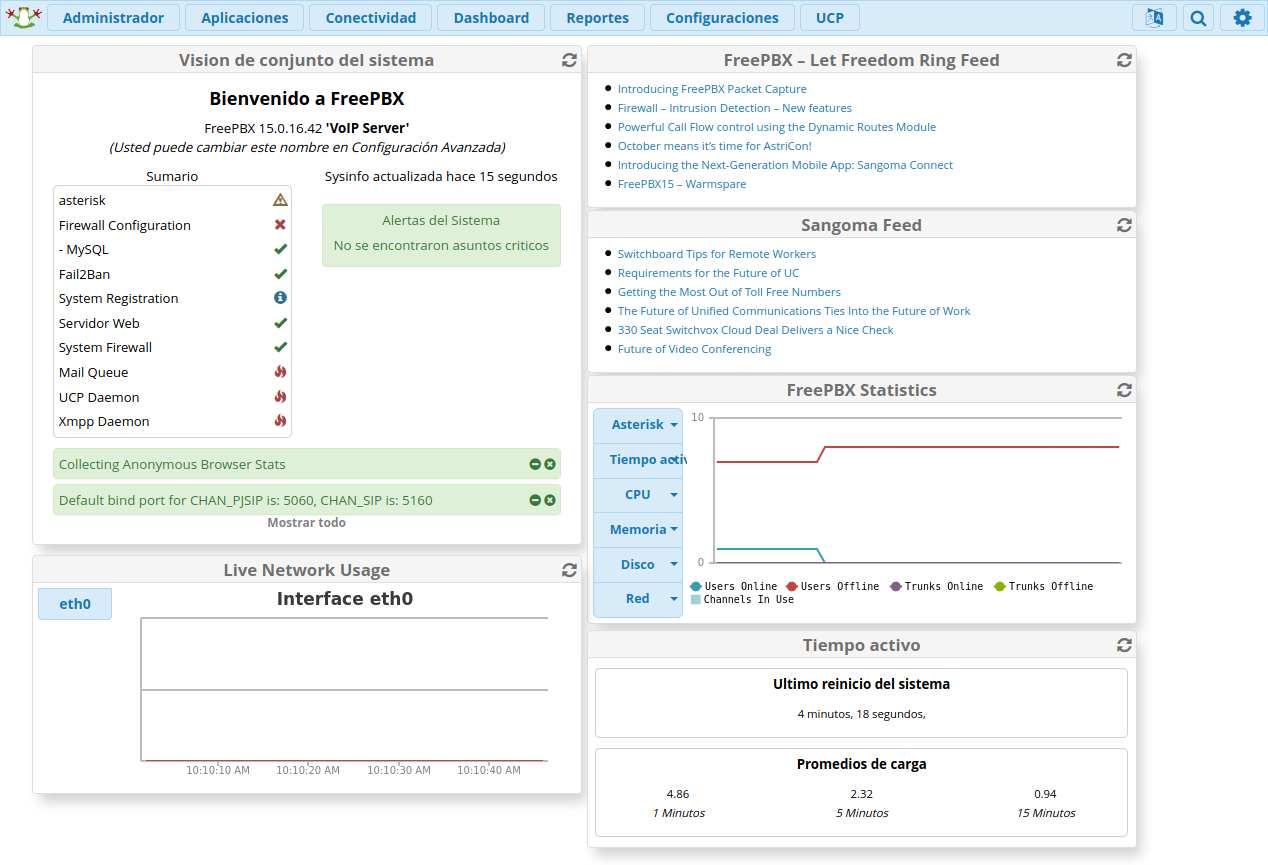 Administrador Aplicaciones Conectividad Dashboard Reportes Configuraciones UCP
Vision de conjunto del sistema
Bienvenido a FreePBX
FreePBX 15.0.16.42 'VoIP Server'
(Usted puede cambiar este nombre en Configuración Avanzada)
Sumario
asterisk
Firewall Configuration
- MySQL
Fail2Ban
System Registration
Servidor Web
System Firewall
Mail Queue
UCP Daemon
Xmpp Daemon
Sysinfo actualizada hace 15 segundos
Alertas del Sistema
No se encontraron asuntos criticos
Collecting Anonymous Browser Stats
Default bind port for CHAN_PJSIP is: 5060, CHAN_SIP is: 5160
Mostrar todo
Live Network Usage
eth0
Interface eth0
10:10:10 AM 10:10:20 AM 10:10:30 AM 10:10:40 AM
FreePBX – Let Freedom Ring Feed
Introducing FreePBX Packet Capture
Firewall – Intrusion Detection – New features
Powerful Call Flow control using the Dynamic Routes Module
October means it’s time for AstriCon!
Introducing the Next-Generation Mobile App: Sangoma Connect
FreePBX15 – Warmspare
Sangoma Feed
Switchboard Tips for Remote Workers
Requirements for the Future of UC
Getting the Most Out of Toll Free Numbers
The Future of Unified Communications Ties Into the Future of Work
330 Seat Switchvox Cloud Deal Delivers a Nice Check
Future of Video Conferencing
FreePBX Statistics
Asterisk
Tiempo activ
CPU
Memoria
Disco
Red
10
0
Users Online Users Offline Trunks Online Trunks Offline
Channels In Use
Tiempo activo
Ultimo reinicio del sistema
4 minutos, 18 segundos,
Promedios de carga
4.86 2.32 0.94
1 Minutos 5 Minutos 15 Minutos